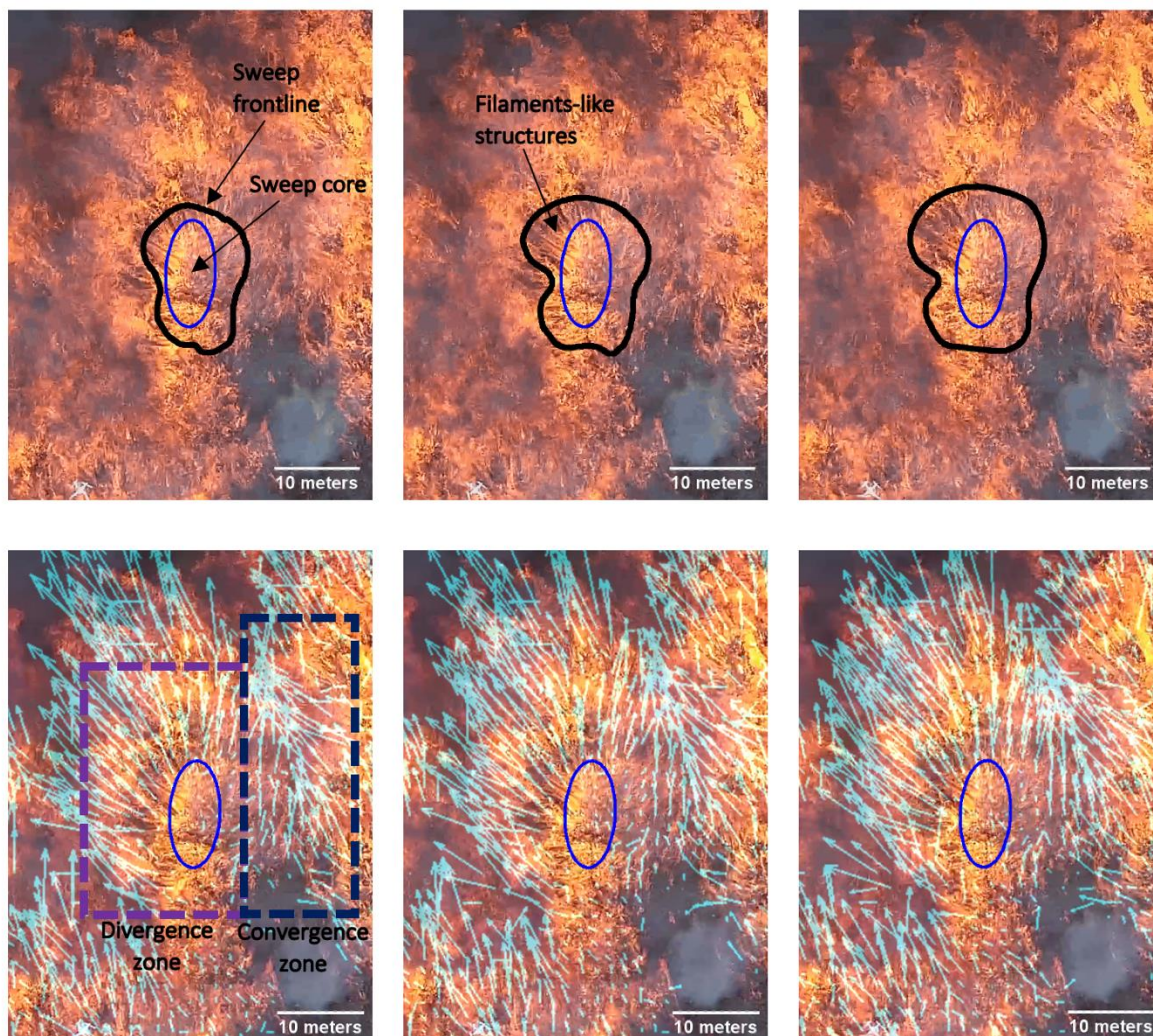 Sweep
frontline
Sweep core
10 meters
Filaments-like
structures
10 meters
10 meters
Divergence
zone
Convergence
zone
10 meters
10 meters
10 meters